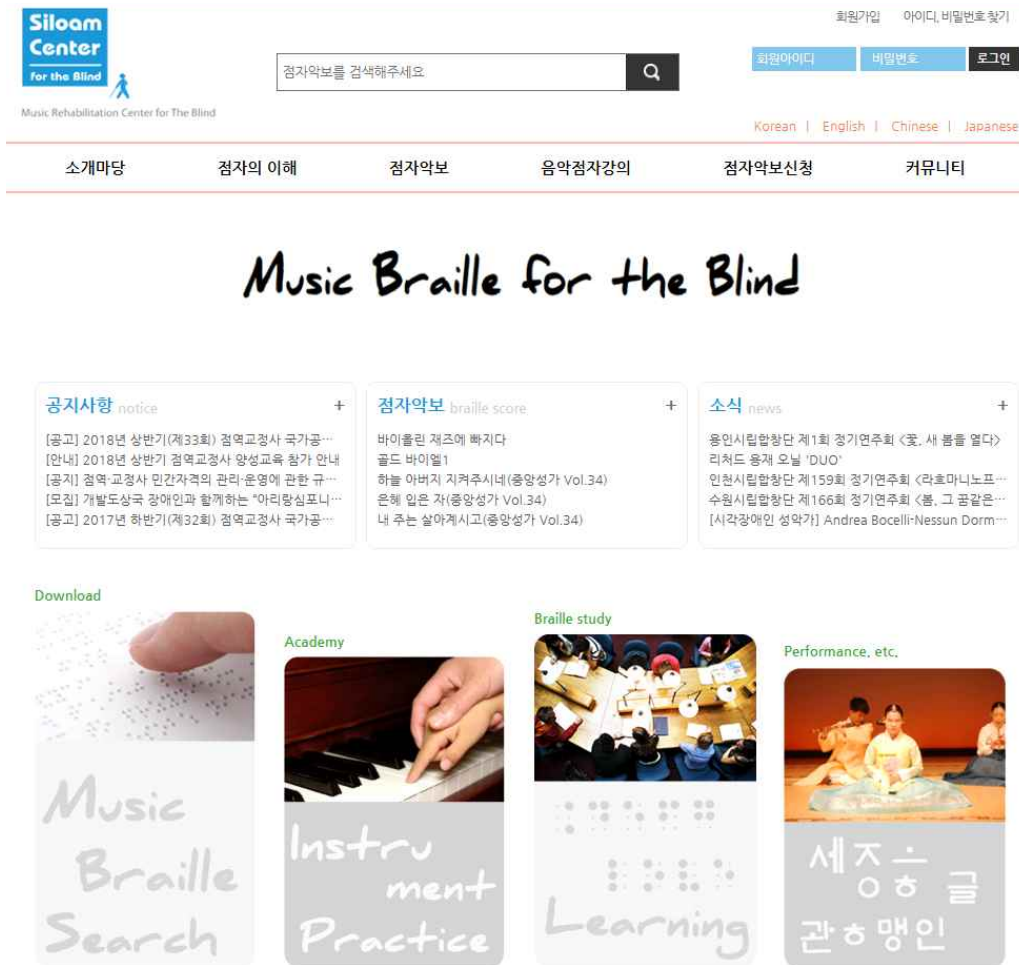 Siloam
Center
for the Blind
Music Rehabilitation Center for The Blind
회원가입 아이디, 비밀번호 찾기
점자악보를 검색해주세요
회원아이디 비밀번호 로그인
Korean | English | Chinese | Japanese
소개마당 점자의 이해 점자악보 음악점자강의 점자악보신청 커뮤니티
Music Braille for the Blind
공지사항 notice +
[공고] 2018년 상반기(제33회) 점역교정사 국가공…
[안내] 2018년 상반기 점역교정사 양성교육 참가 안내
[공지] 점역·교정사 민간자격의 관리·운영에 관한 규…
[모집] 개발도상국 장애인과 함께하는 "아리랑심포니…
[공고] 2017년 하반기(제32회) 점역교정사 국가공…
점자악보 braille score +
바이올린 재즈에 빠지다
골드 바이엘1
하늘 아버지 지켜주시네(중앙성가 Vol.34)
은혜 입은 자(중앙성가 Vol.34)
내 주는 살아계시고(중앙성가 Vol.34)
소식 news +
용인시립합창단 제1회 정기연주회 <꽃, 새 봄을 열다>
리처드 용재 오닐 'DUO'
인천시립합창단 제159회 정기연주회 <라흐마니노프…
수원시립합창단 제166회 정기연주회 <봄, 그 꿈같은…
[시각장애인 성악가] Andrea Bocelli-Nessun Dorm…
Download
Music
Braille
Search
Academy
Instru
ment
Practice
Braille study
Learning
Performance, etc.
세종 글
관 맹인